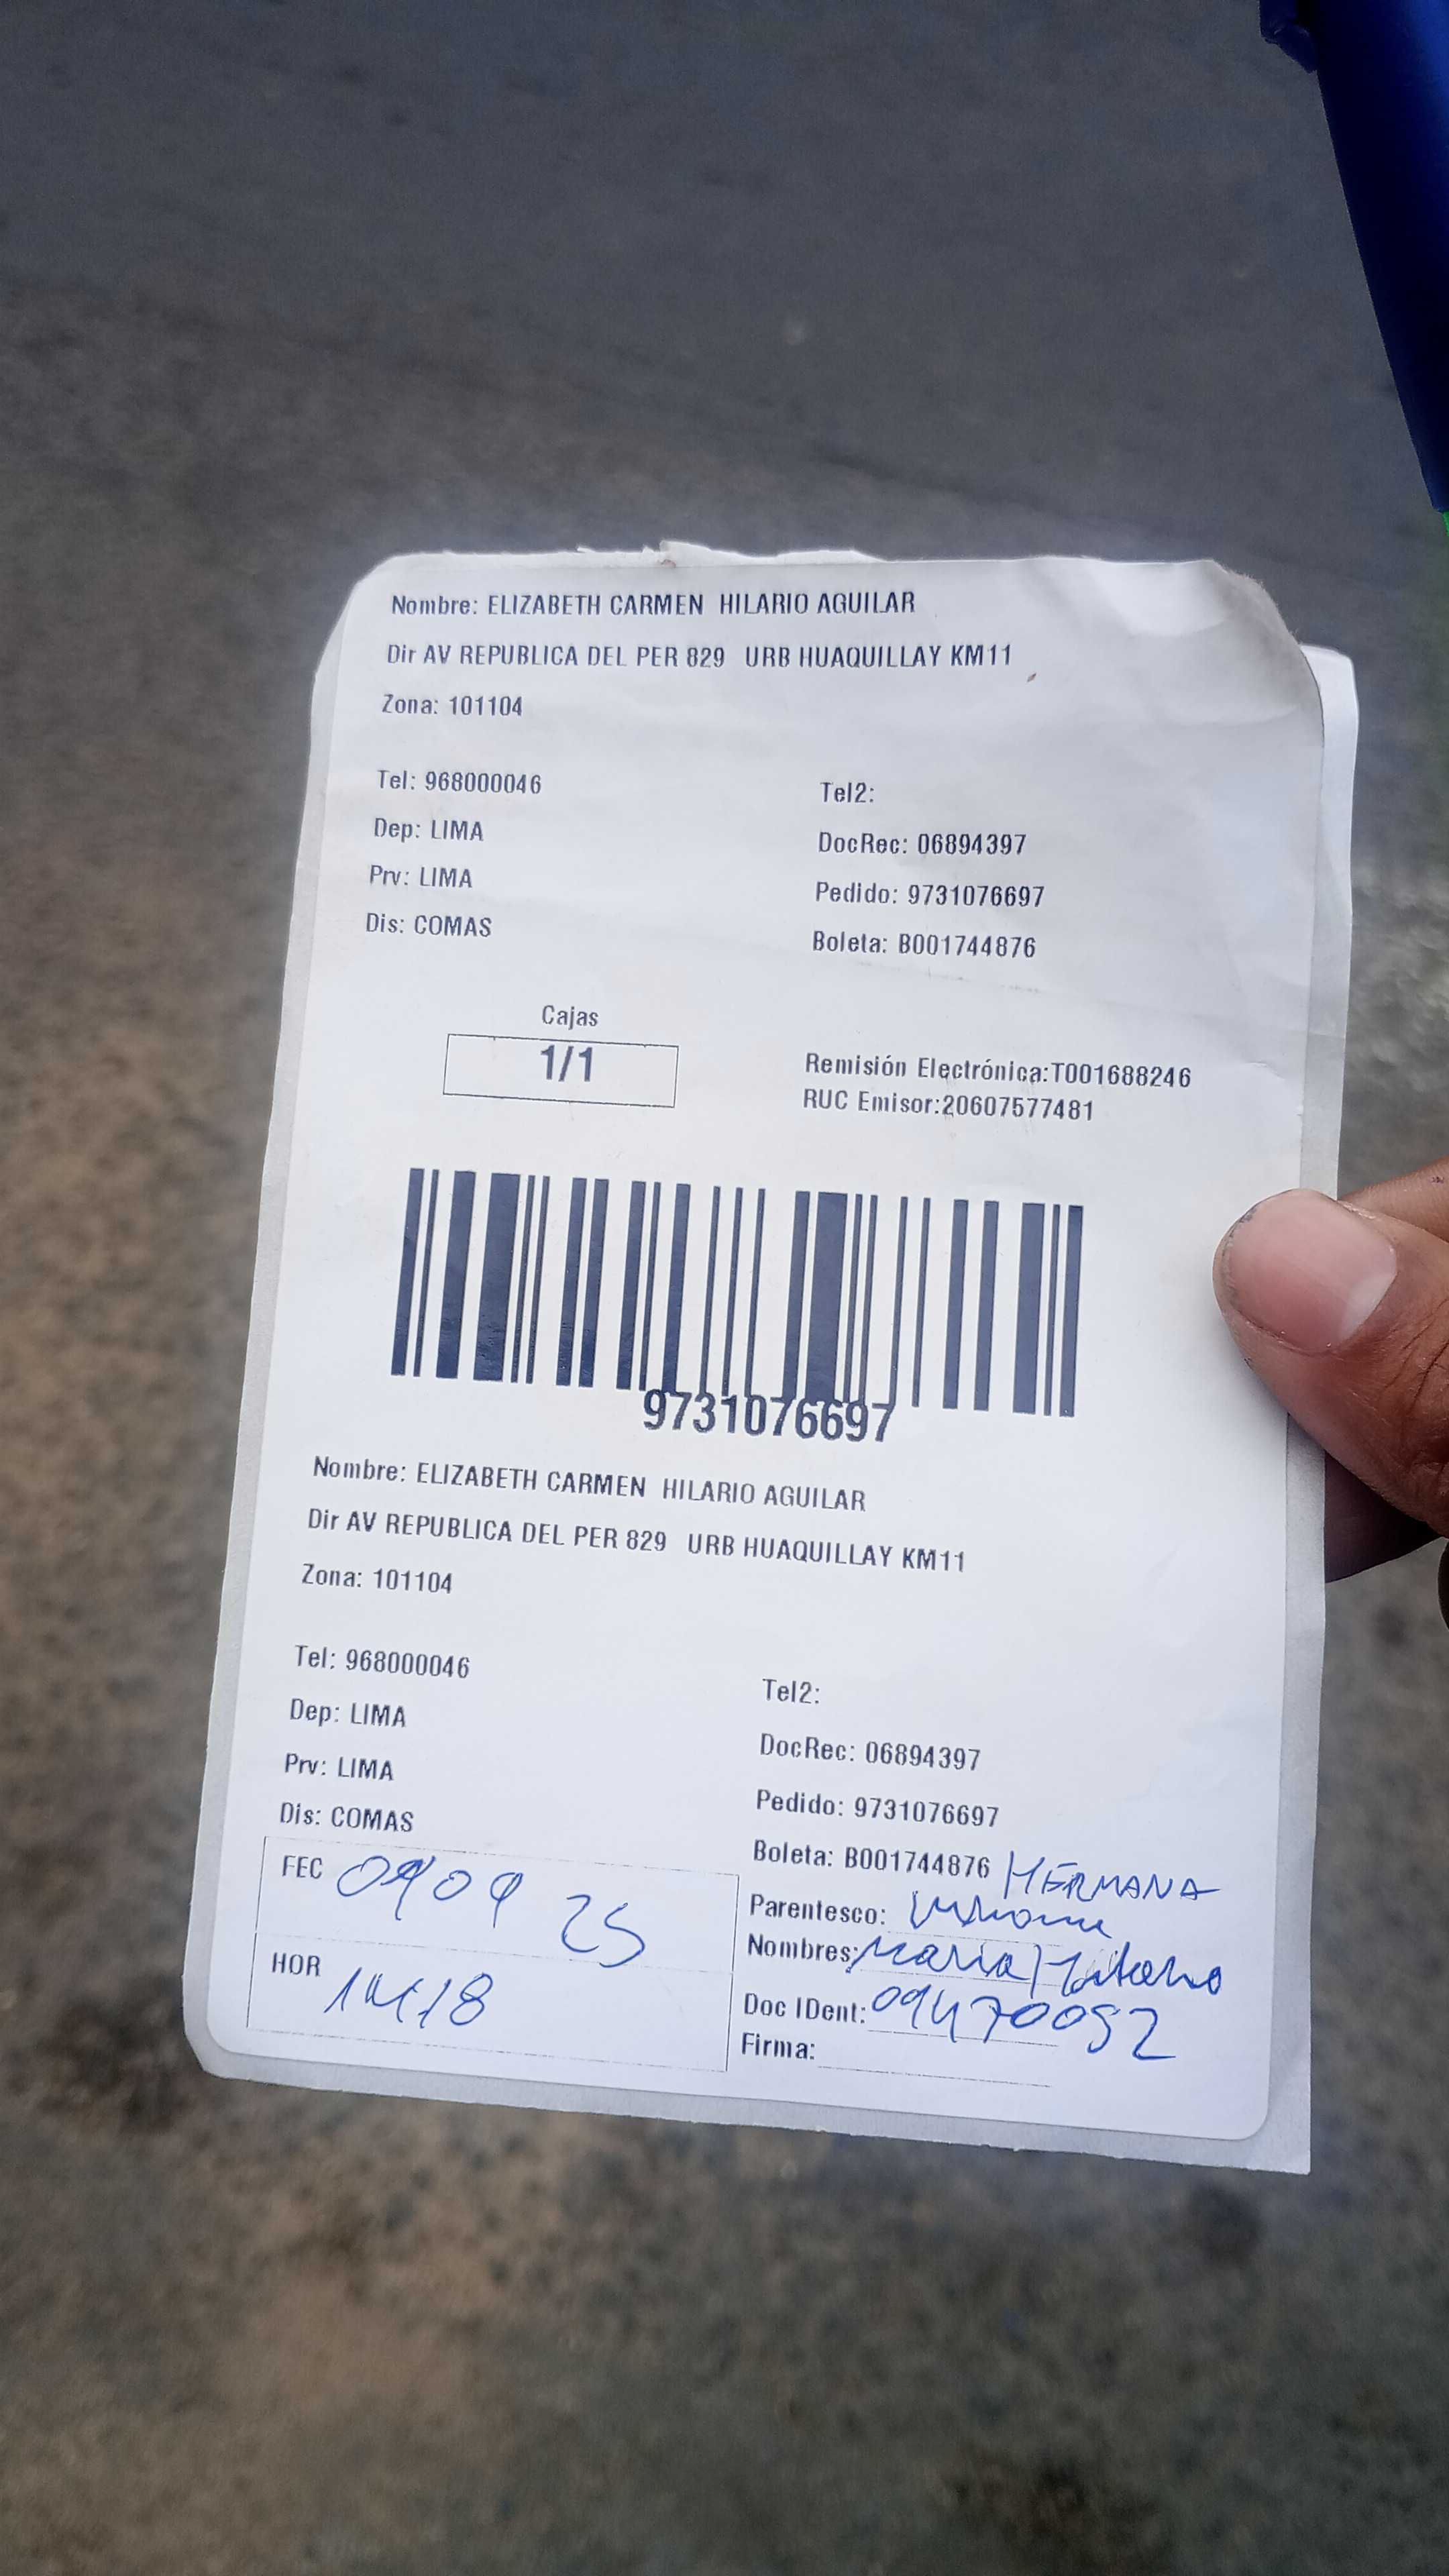 Nombre: ELIZABETH CARMEN HILARIO AGUILAR
Dir AV REPUBLICA DEL PER 829 URB HUAQUILLAY KM11
Zona: 101104
Tel: 968000046
Tel2:
Dep: LIMA
DocRec: 06894397
Prv: LIMA
Pedido: 9731076697
Dis: COMAS
Boleta: B001744876
Cajas
1/1
Remisión Electrónica:T001688246
RUC Emisor:20607577481
9731076697
Nombre: ELIZABETH CARMEN HILARIO AGUILAR
Dir AV REPUBLICA DEL PER 829 URB HUAQUILLAY KM11
Zona: 101104
Tel: 968000046
Tel2:
Dep: LIMA
DocRec: 06894397
Prv: LIMA
Pedido: 9731076697
Dis: COMAS
Boleta: B001744876 HERMANA
FEC 09 09 25
Parentesco:
Nombres: Maria
HOR 14:18
Doc IDent: 09470052
Firma: